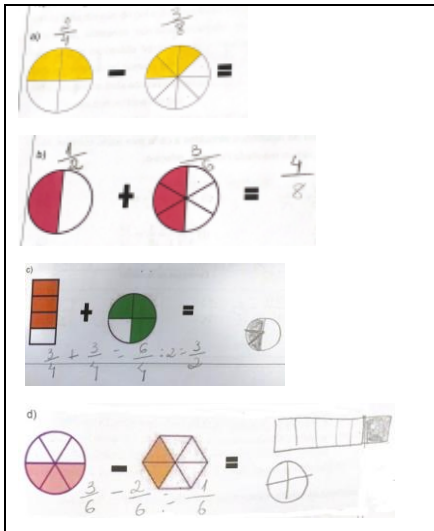 a) 2/4 - 3/8 =
b) 1/2 + 3/6 = 4/8
c)
+ =
3/4 + 3/4 = 6/4 :2 = 3/2
d)
- =
3/6 - 2/6 = 1/6